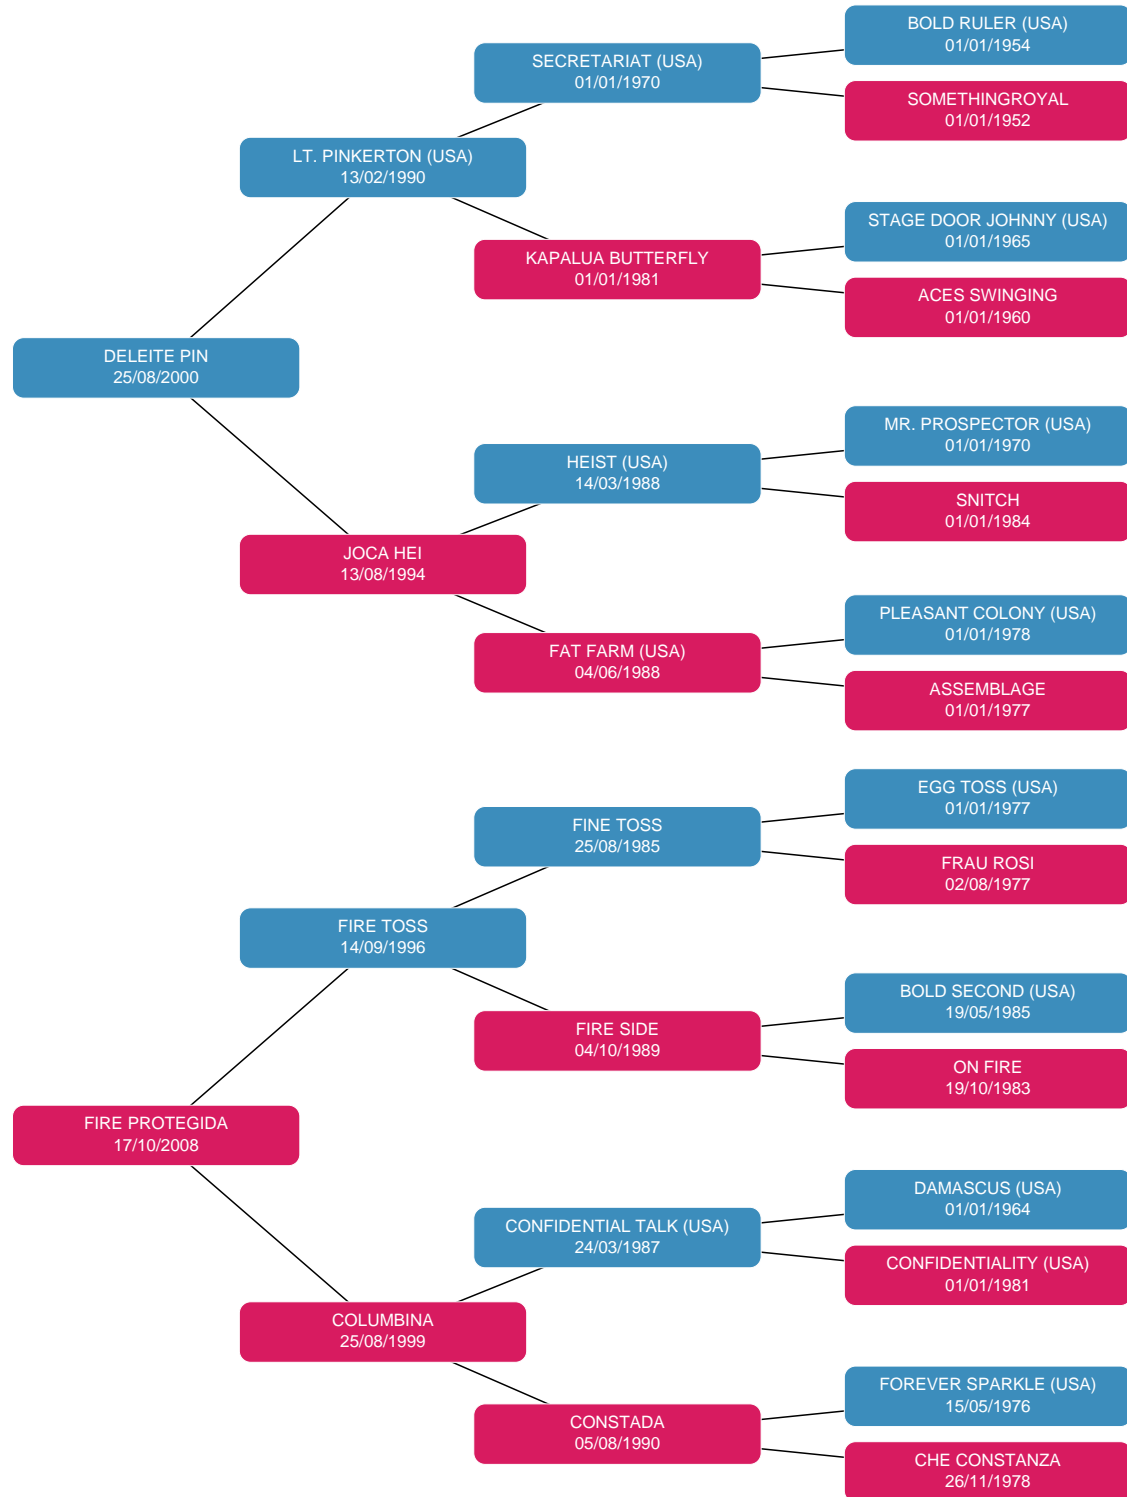 BOLD RULER (USA)
01/01/1954
SECRETARIAT (USA)
01/01/1970
SOMETHINGROYAL
01/01/1952
LT. PINKERTON (USA)
13/02/1990
STAGE DOOR JOHNNY (USA)
01/01/1965
KAPALUA BUTTERFLY
01/01/1981
ACES SWINGING
01/01/1960
DELEITE PIN
25/08/2000
MR. PROSPECTOR (USA)
01/01/1970
HEIST (USA)
14/03/1988
SNITCH
01/01/1984
JOCA HEI
13/08/1994
PLEASANT COLONY (USA)
01/01/1978
FAT FARM (USA)
04/06/1988
ASSEMBLAGE
01/01/1977
EGG TOSS (USA)
01/01/1977
FINE TOSS
25/08/1985
FRAU ROSI
02/08/1977
FIRE TOSS
14/09/1996
BOLD SECOND (USA)
19/05/1985
FIRE SIDE
04/10/1989
ON FIRE
19/10/1983
FIRE PROTEGIDA
17/10/2008
DAMASCUS (USA)
01/01/1964
CONFIDENTIAL TALK (USA)
24/03/1987
CONFIDENTIALITY (USA)
01/01/1981
COLUMBINA
25/08/1999
FOREVER SPARKLE (USA)
15/05/1976
CONSTADA
05/08/1990
CHE CONSTANZA
26/11/1978